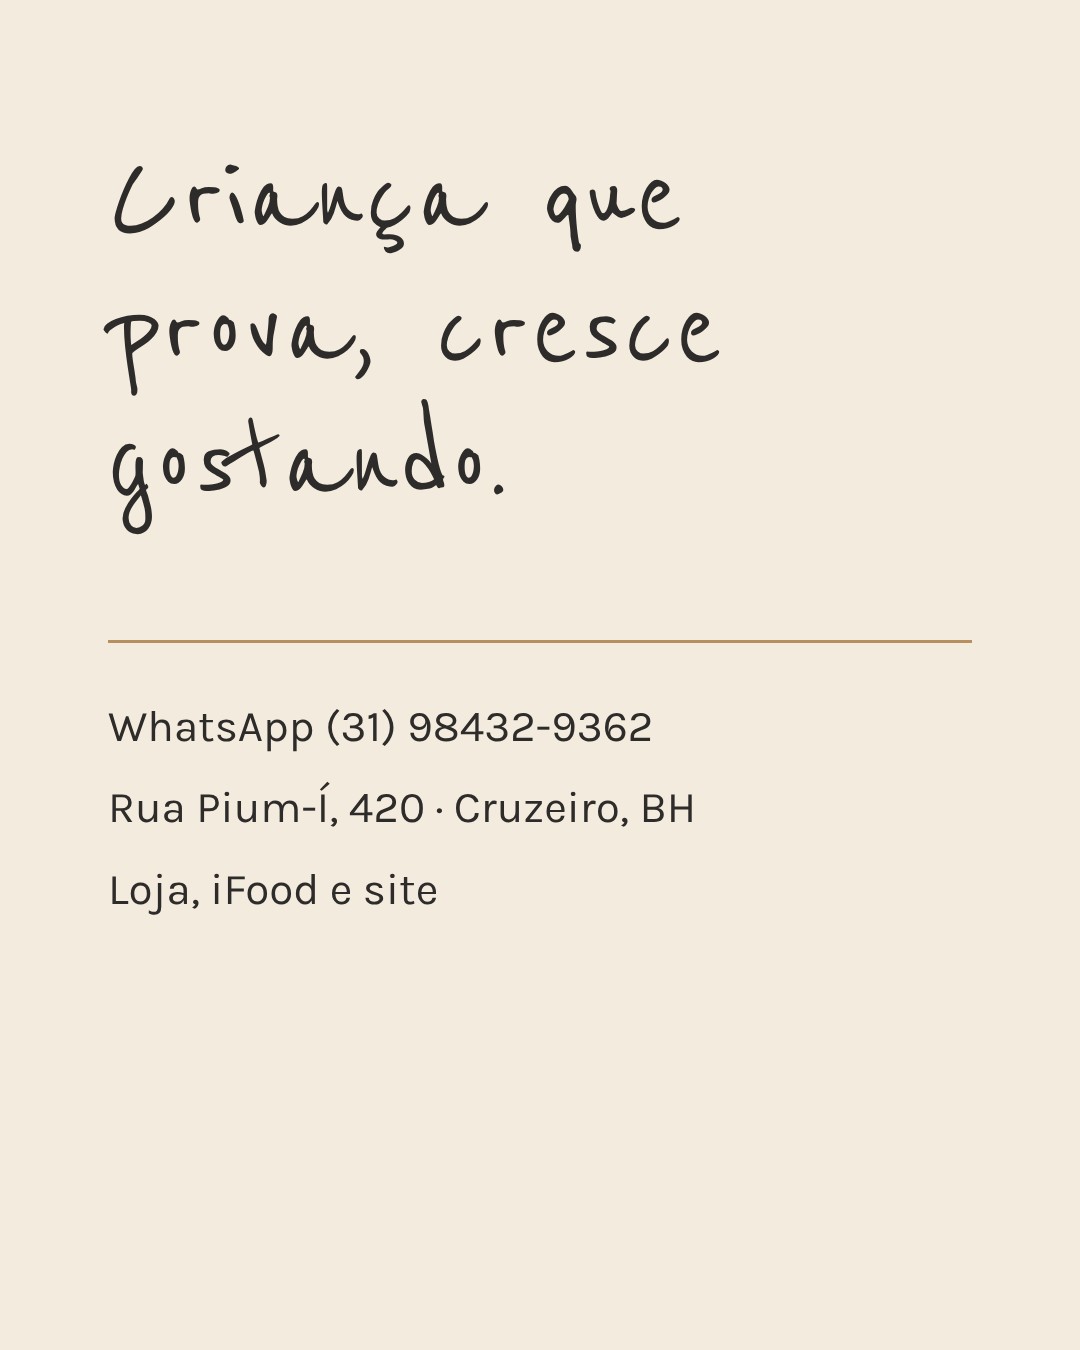 Criança que
prova, cresce
gostando.
WhatsApp (31) 98432-9362
Rua Pium-Í, 420 · Cruzeiro, BH
Loja, iFood e site